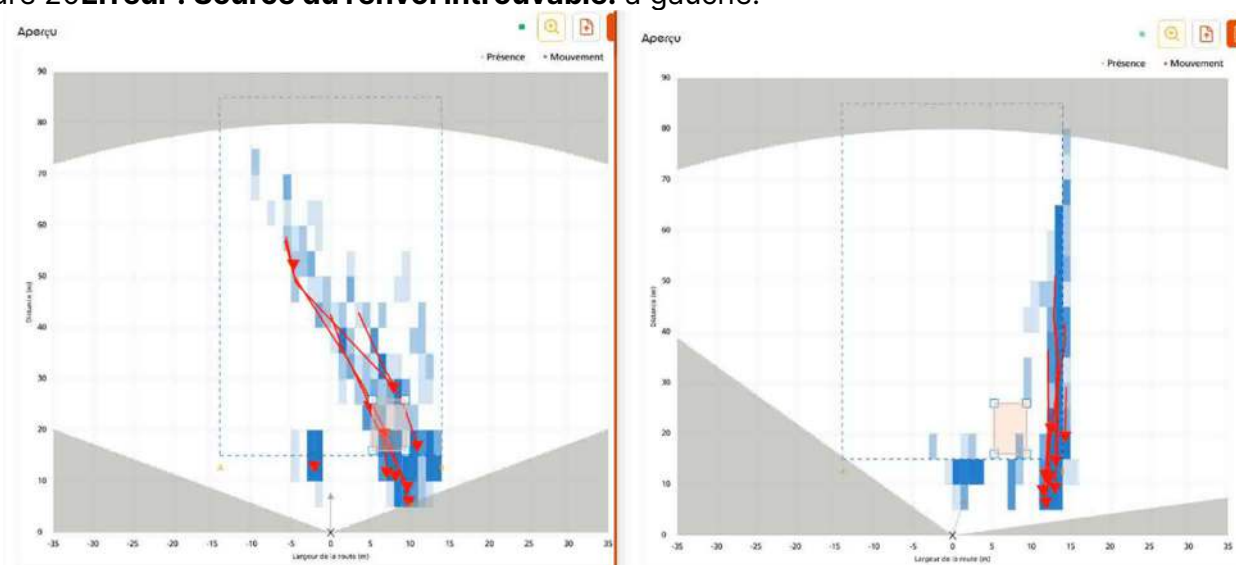 ure 20Erreur ! Source du renvoi introuvable. à gauche.
Aperçu
Présence Mouvement
90
80
70
60
50
40
30
20
10
0
Distance (m)
-35 -30 -25 -20 -15 -10 -5 0 5 10 15 20 25 30 35
Largeur de la route (m)
Aperçu
Présence Mouvement
90
80
70
60
50
40
30
20
10
0
Distance (m)
-35 -30 -25 -20 -15 -10 -5 0 5 10 15 20 25 30 35
Largeur de la route (m)